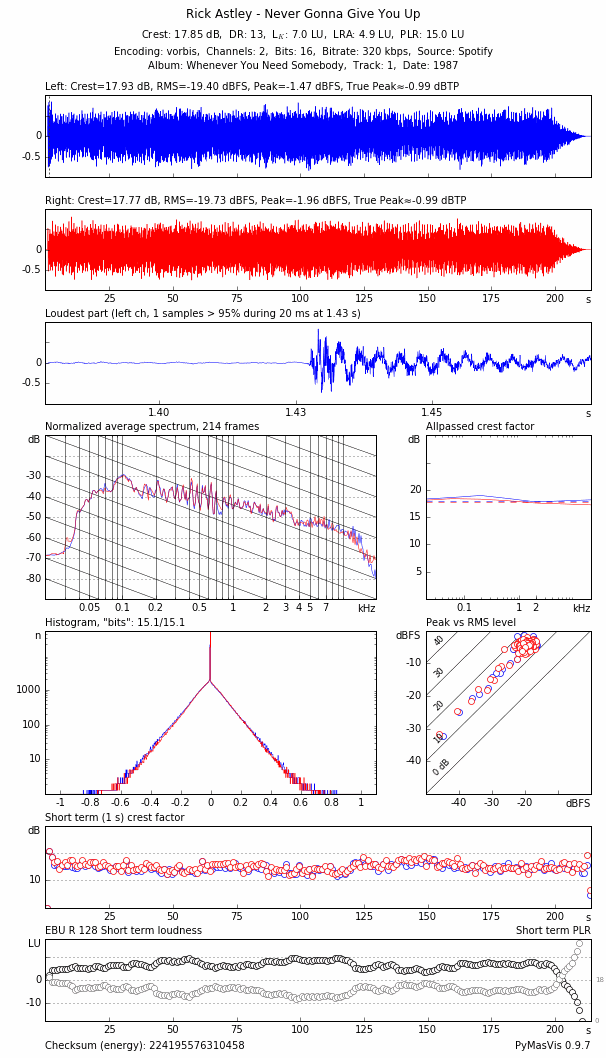 Rick Astley - Never Gonna Give You Up
Crest: 17.85 dB, DR: 13, L_K: 7.0 LU, LRA: 4.9 LU, PLR: 15.0 LU
Encoding: vorbis, Channels: 2, Bits: 16, Bitrate: 320 kbps, Source: Spotify
Album: Whenever You Need Somebody, Track: 1, Date: 1987
Left: Crest=17.93 dB, RMS=-19.40 dBFS, Peak=-1.47 dBFS, True Peak≈-0.99 dBTP
0
-0.5
Right: Crest=17.77 dB, RMS=-19.73 dBFS, Peak=-1.96 dBFS, True Peak≈-0.99 dBTP
0
-0.5
25 50 75 100 125 150 175 200 s
Loudest part (left ch, 1 samples > 95% during 20 ms at 1.43 s)
0
-0.5
1.40 1.43 1.45 s
Normalized average spectrum, 214 frames
dB
-30
-40
-50
-60
-70
-80
0.05 0.1 0.2 0.5 1 2 3 4 5 7 kHz
Allpassed crest factor
dB
20
15
10
5
0.1 1 2 kHz
Histogram, "bits": 15.1/15.1
n
1000
100
10
-1 -0.8 -0.6 -0.4 -0.2 0 0.2 0.4 0.6 0.8 1
Peak vs RMS level
dBFS
-10
-20
-30
-40
40
30
20
10
0 dB
-40 -30 -20 dBFS
Short term (1 s) crest factor
dB
10
25 50 75 100 125 150 175 200 s
EBU R 128 Short term loudness Short term PLR
LU
0
-10
18
0
25 50 75 100 125 150 175 200 s
Checksum (energy): 224195576310458 PyMasVis 0.9.7